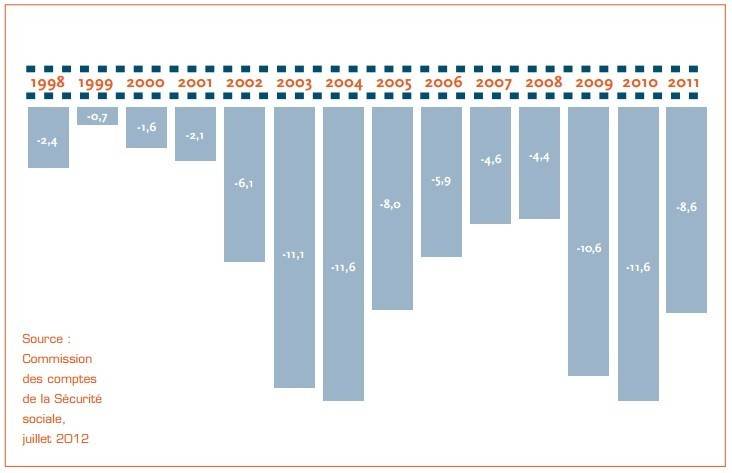 1998 1999 2000 2001 2002 2003 2004 2005 2006 2007 2008 2009 2010 2011
-2,4 -0,7 -1,6 -2,1 -6,1 -11,1 -11,6 -8,0 -5,9 -4,6 -4,4 -10,6 -11,6 -8,6
Source :
Commission
des comptes
de la Sécurité
sociale,
juillet 2012